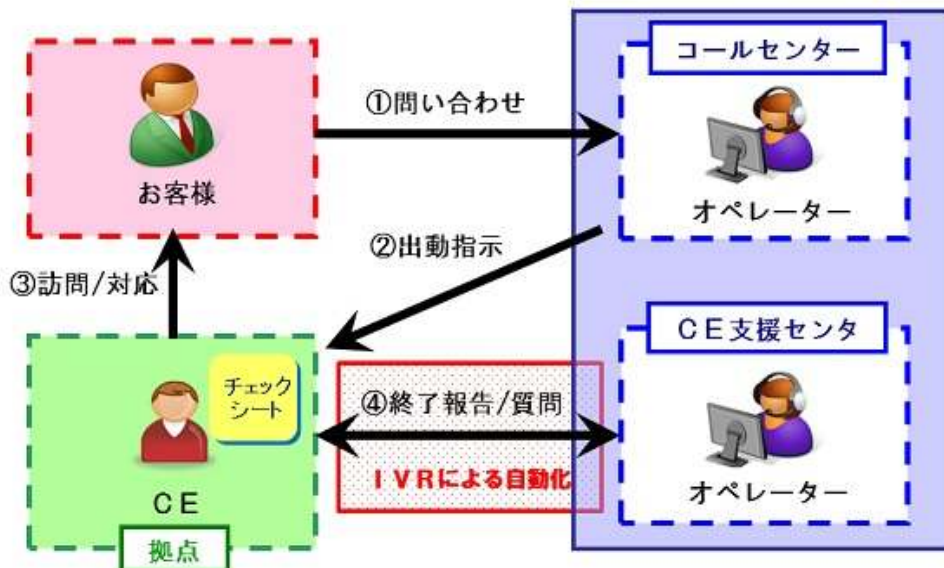 コールセンター
①問い合わせ
お客様
オペレーター
②出動指示
③訪問/対応
CE支援センタ
チェック
シート
④終了報告/質問
IVRによる自動化
オペレーター
CE
拠点